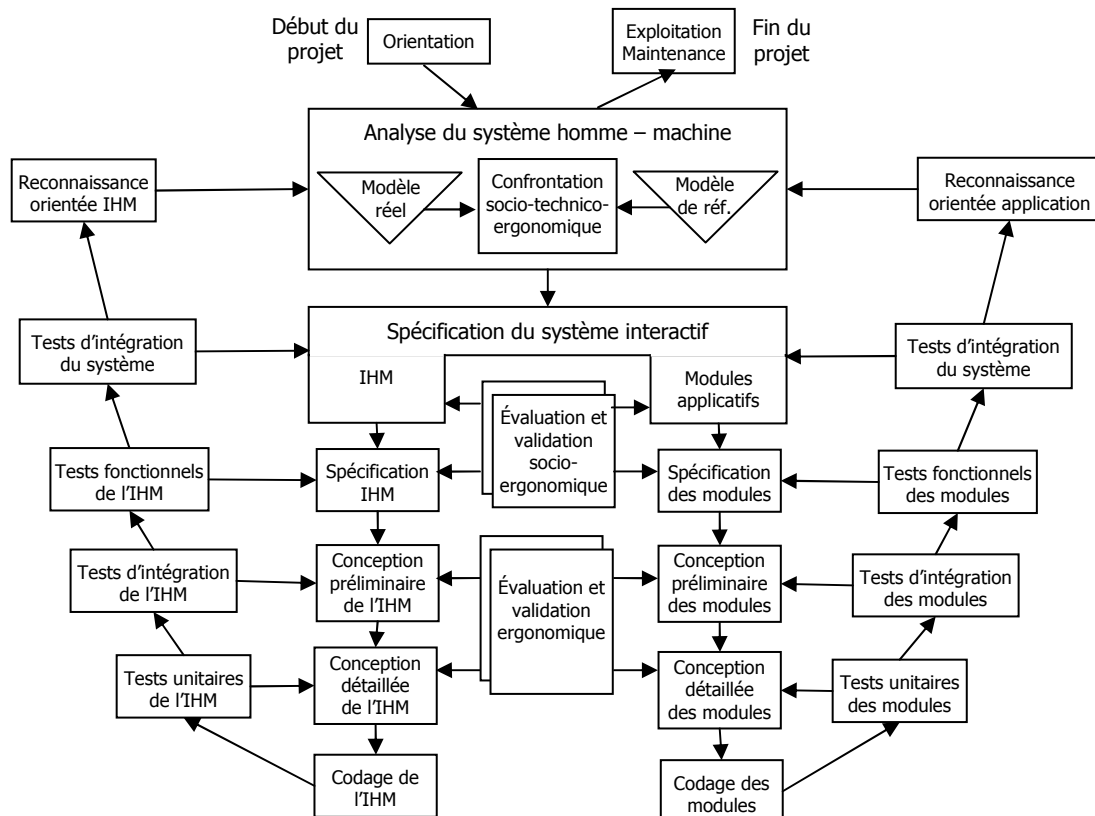 Début du
projet
Orientation
Exploitation
Maintenance
Fin du
projet
Analyse du système homme – machine
Reconnaissance
orientée IHM
Modèle
réel
Confrontation
socio-technico-
ergonomique
Modèle
de réf.
Reconnaissance
orientée application
Spécification du système interactif
Tests d'intégration
du système
IHM
Modules
applicatifs
Tests d'intégration
du système
Évaluation et
validation
socio-
ergonomique
Tests fonctionnels
de l'IHM
Spécification
IHM
Spécification
des modules
Tests fonctionnels
des modules
Tests d'intégration
de l'IHM
Conception
préliminaire
de l'IHM
Évaluation et
validation
ergonomique
Conception
préliminaire
des modules
Tests d'intégration
des modules
Tests unitaires
de l'IHM
Conception
détaillée
de l'IHM
Conception
détaillée
des modules
Tests unitaires
des modules
Codage de
l'IHM
Codage des
modules